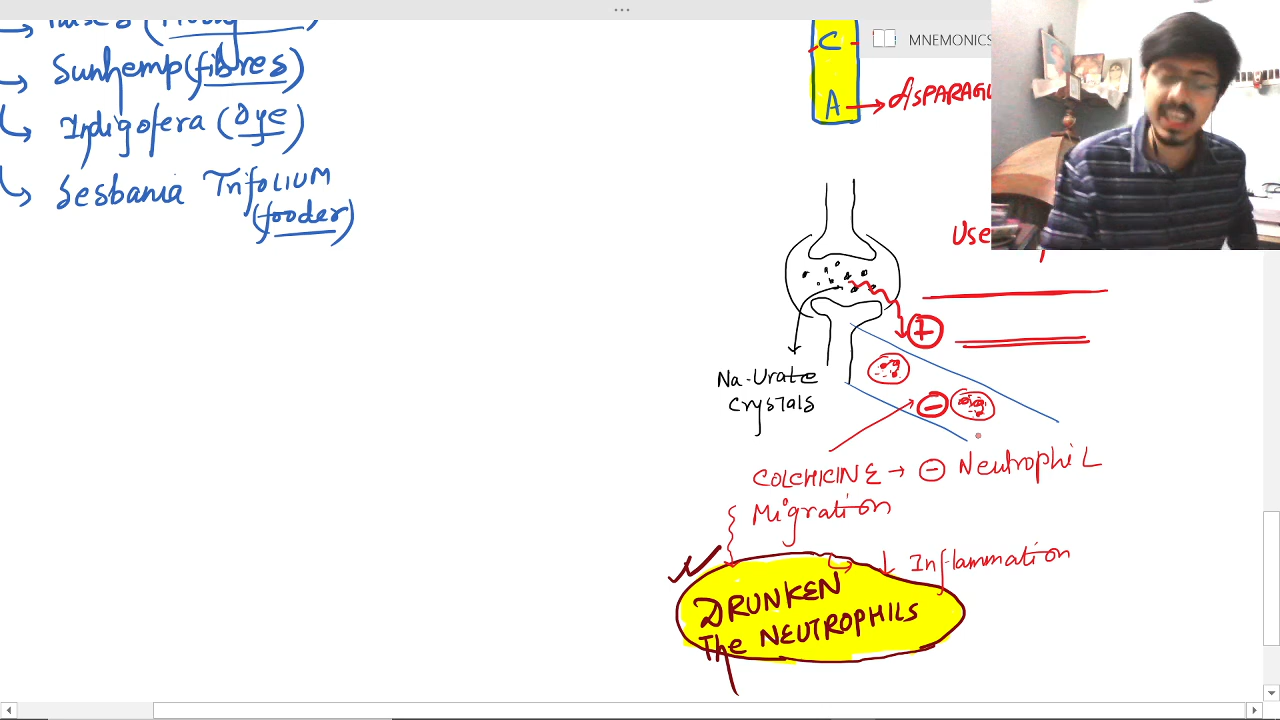 Sunhemp (fibres)
Indigofera (Dye)
Sesbania Trifolium
(fooder)
C
MNEMONICS
A → ASPARAGU
Use
+
Na-Urate
Crystals
−
COLCHICINE → − Neutrophil
Migration
↓ Inflammation
DRUNKEN
The NEUTROPHILS